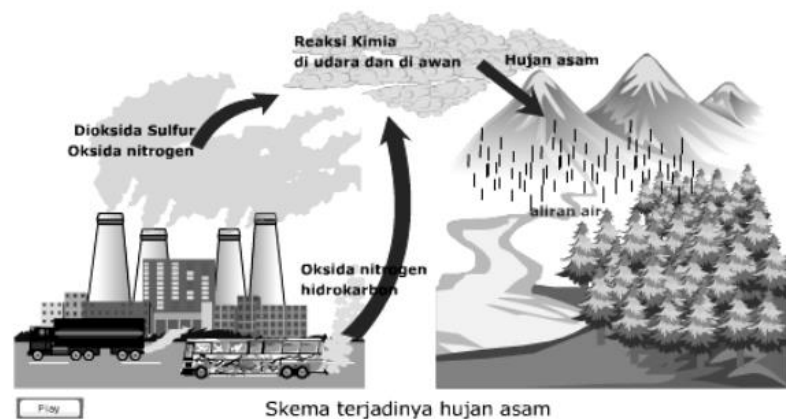 Reaksi Kimia
di udara dan di awan
Hujan asam
Dioksida Sulfur
Oksida nitrogen
aliran air
Oksida nitrogen
hidrokarbon
Play
Skema terjadinya hujan asam